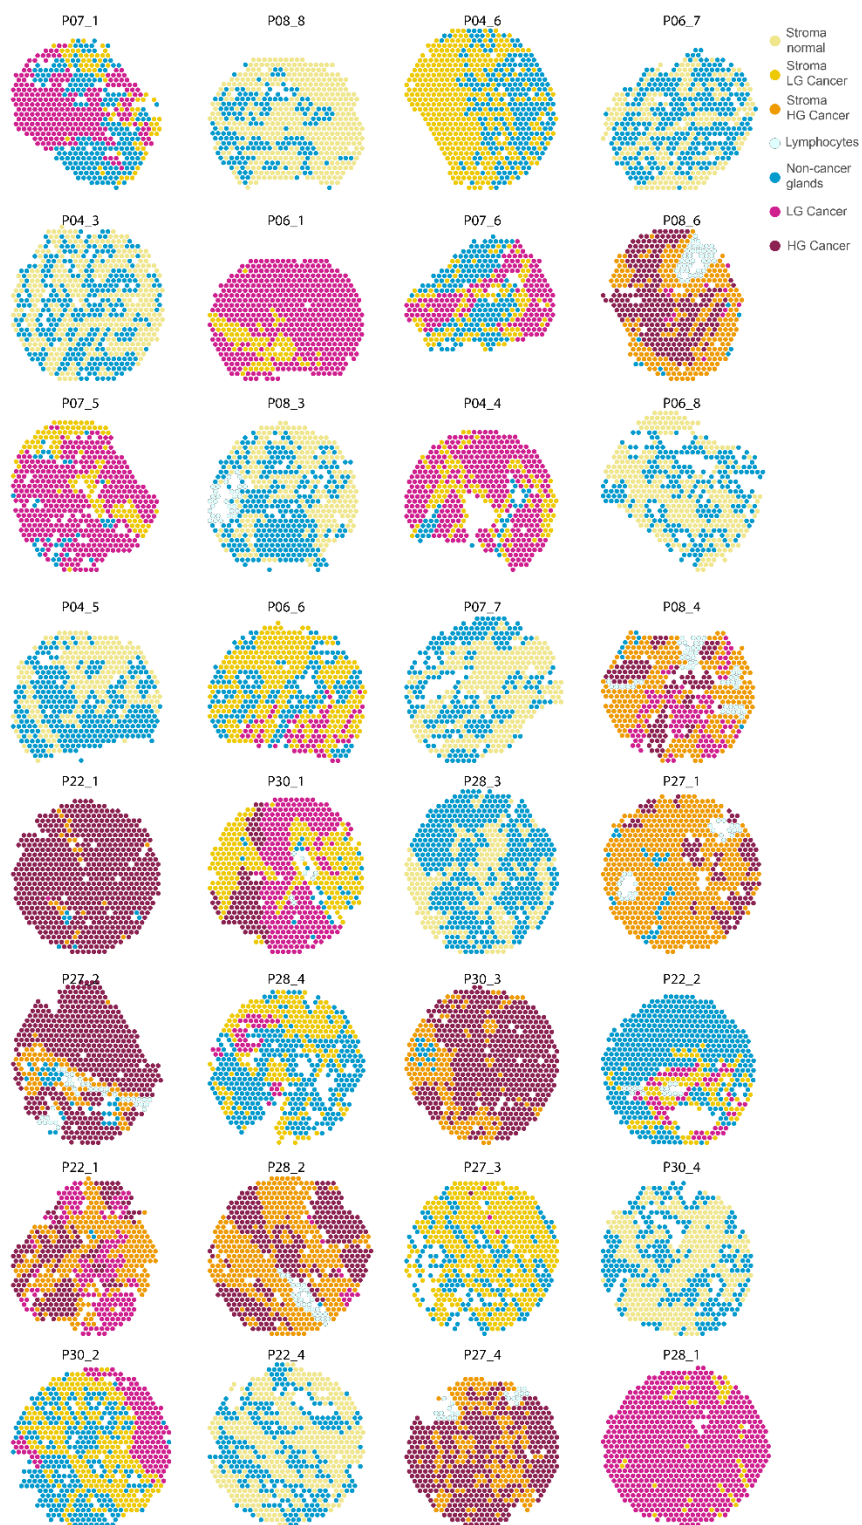 P07_1
P08_8
P04_6
P06_7
Stroma
normal
Stroma
LG Cancer
Stroma
HG Cancer
Lymphocytes
Non-cancer
glands
LG Cancer
HG Cancer
P04_3
P06_1
P07_6
P08_6
P07_5
P08_3
P04_4
P06_8
P04_5
P06_6
P07_7
P08_4
P22_1
P30_1
P28_3
P27_1
P27_2
P28_4
P30_3
P22_2
P22_1
P28_2
P27_3
P30_4
P30_2
P22_4
P27_4
P28_1